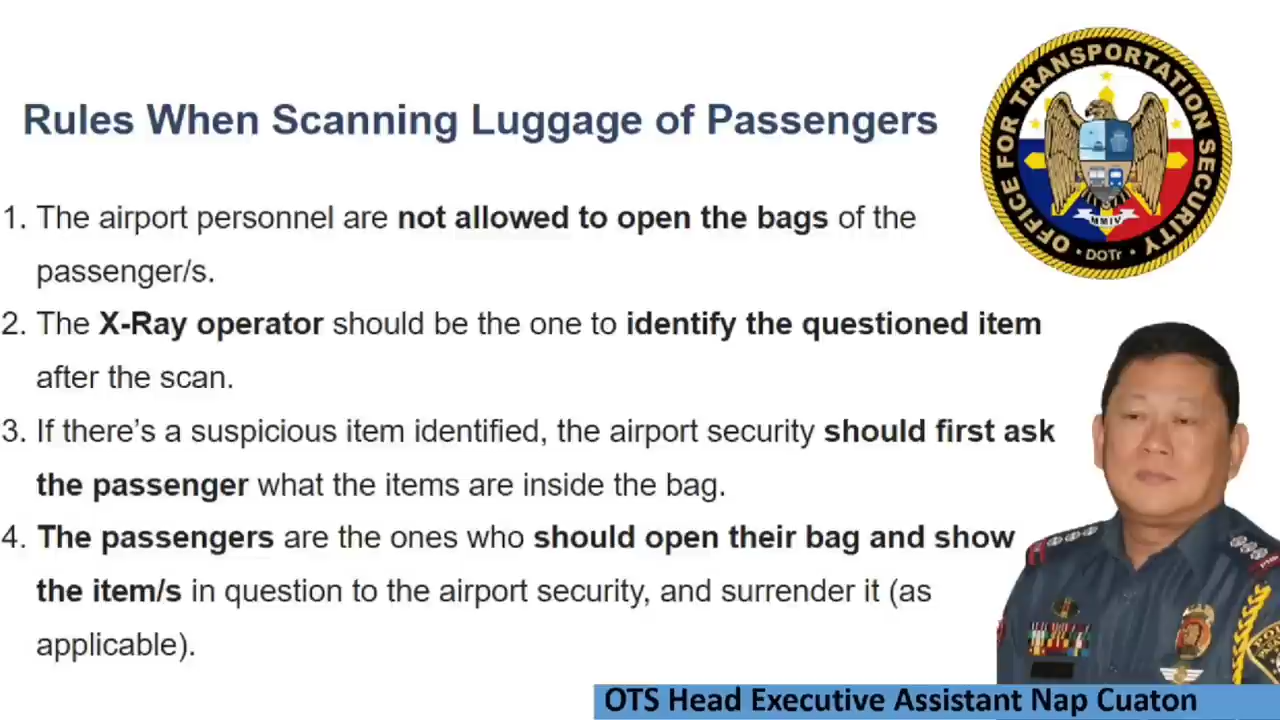 OFFICE FOR TRANSPORTATION SECURITY
MMIV
• DOTr •
Rules When Scanning Luggage of Passengers
1. The airport personnel are not allowed to open the bags of the
passenger/s.
2. The X-Ray operator should be the one to identify the questioned item
after the scan.
3. If there’s a suspicious item identified, the airport security should first ask
the passenger what the items are inside the bag.
4. The passengers are the ones who should open their bag and show
the item/s in question to the airport security, and surrender it (as
applicable).
OTS Head Executive Assistant Nap Cuaton